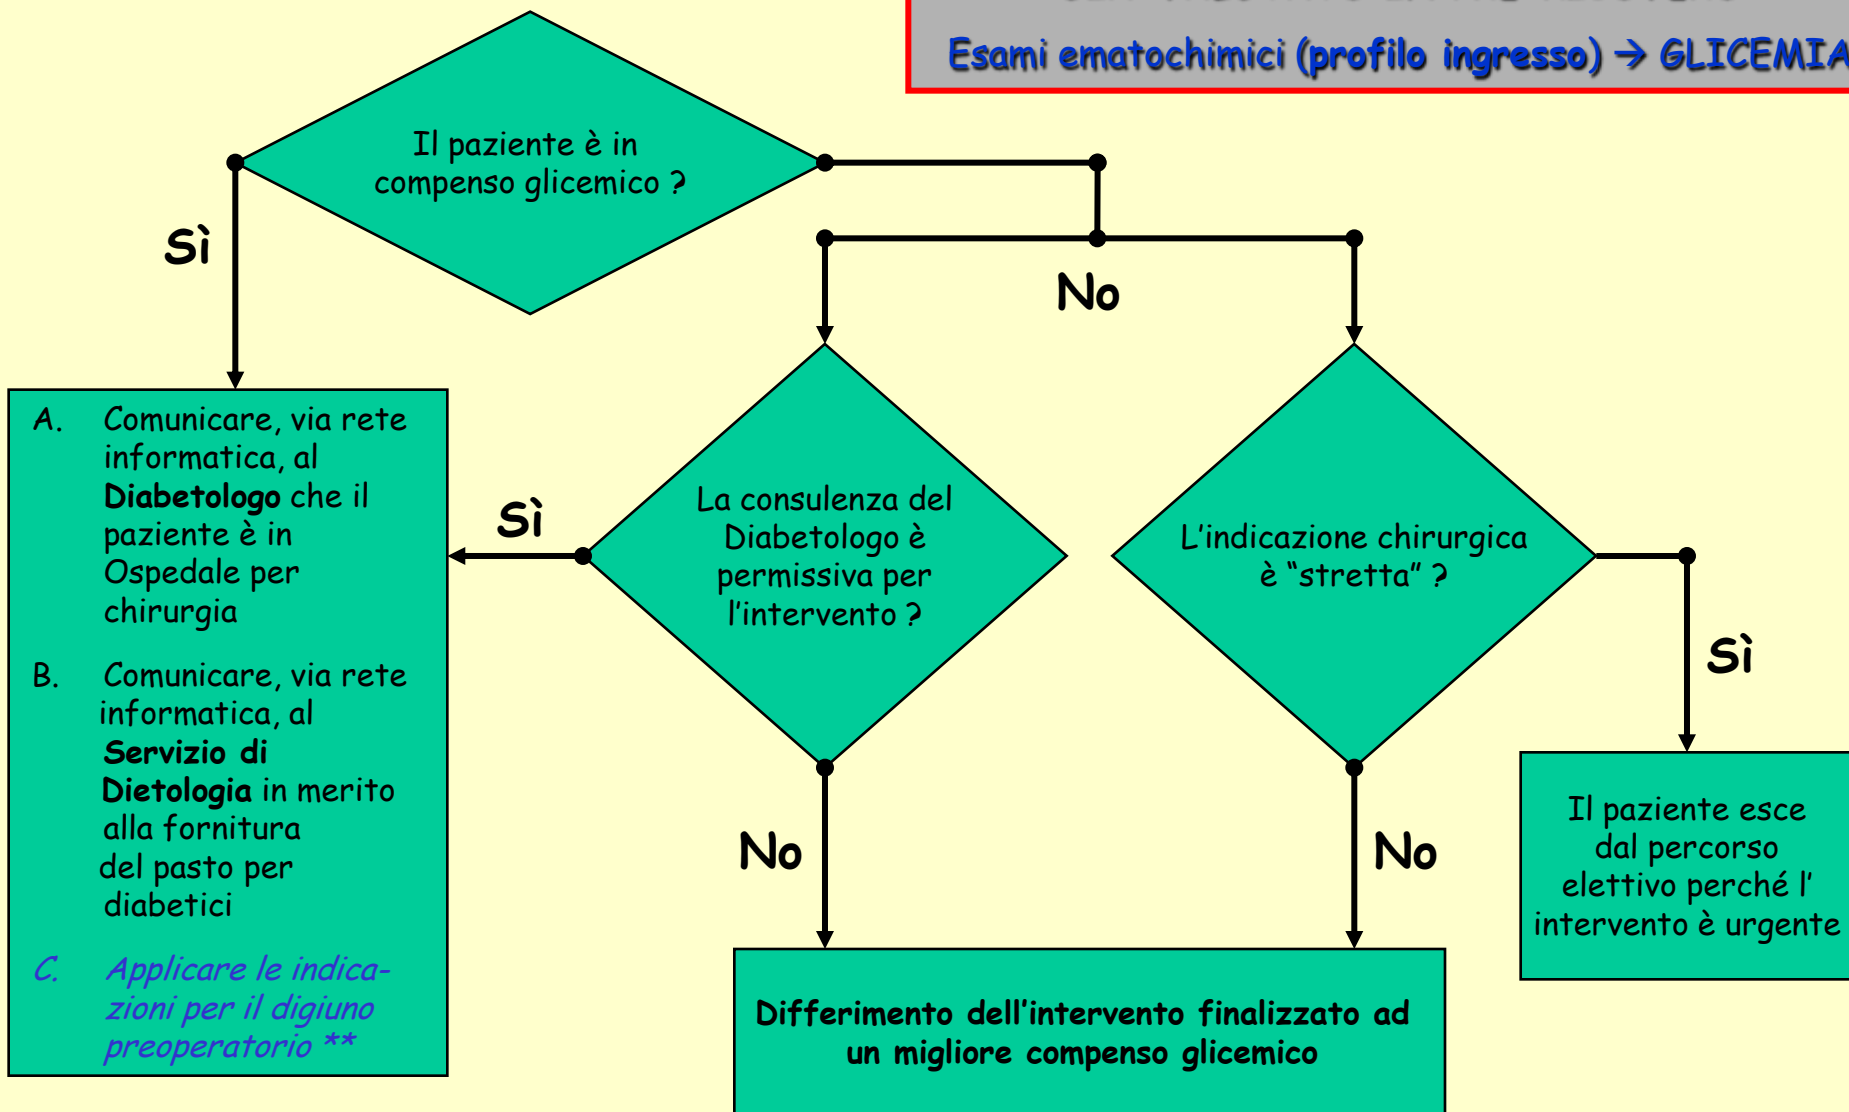 Esami ematochimici (profilo ingresso) → GLICEMIA
Il paziente è in
compenso glicemico ?
Sì
No
A. Comunicare, via rete
informatica, al
Diabetologo che il
paziente è in
Ospedale per
chirurgia
B. Comunicare, via rete
informatica, al
Servizio di
Dietologia in merito
alla fornitura
del pasto per
diabetici
C. Applicare le indica-
zioni per il digiuno
preoperatorio **
Sì
La consulenza del
Diabetologo è
permissiva per
l'intervento ?
L'indicazione chirurgica
è “stretta” ?
Sì
No
No
Il paziente esce
dal percorso
elettivo perché l'
intervento è urgente
Differimento dell'intervento finalizzato ad
un migliore compenso glicemico